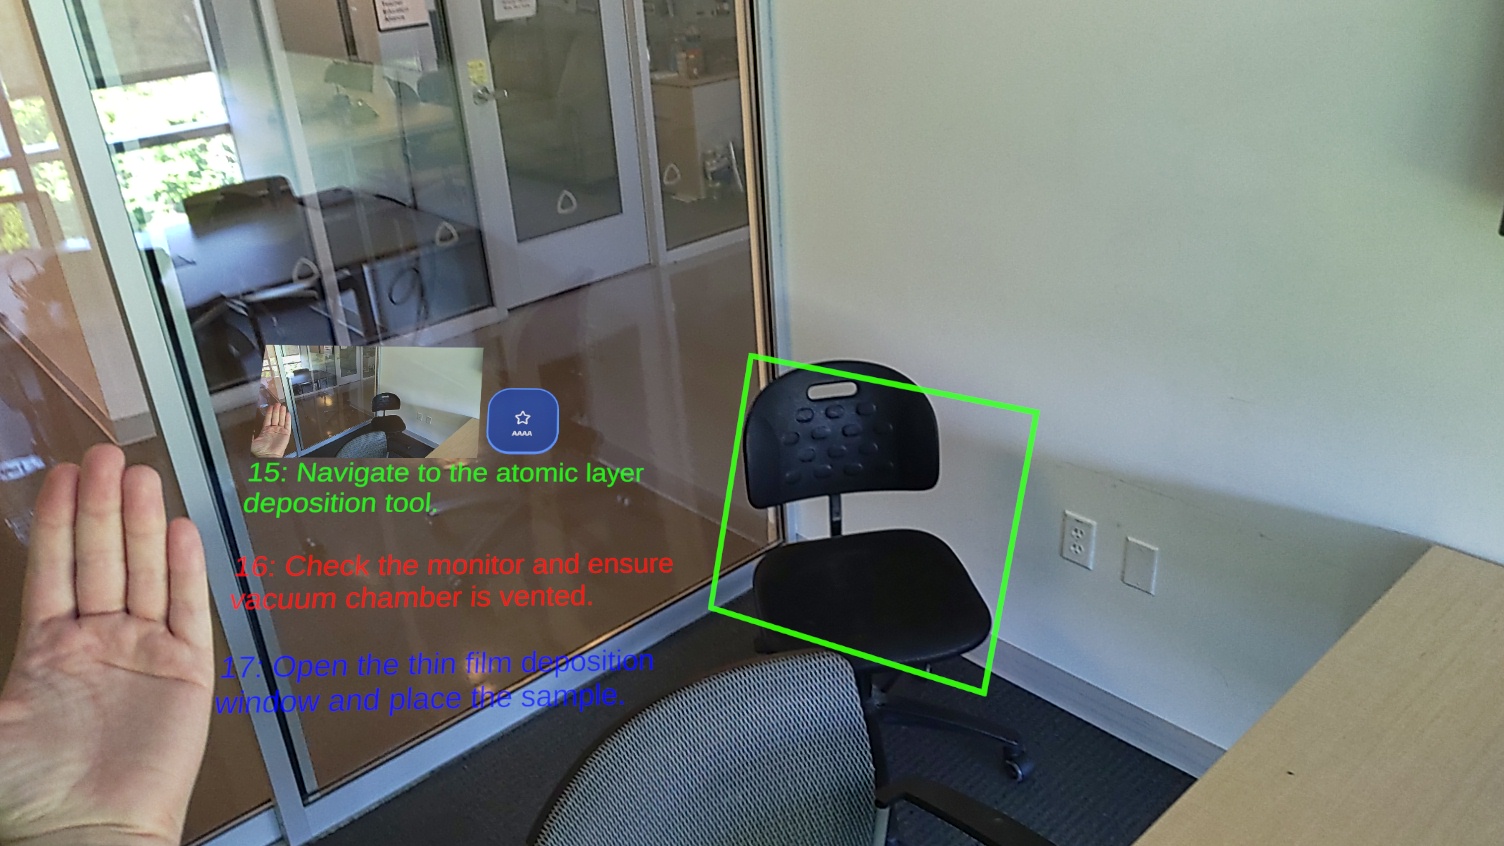 AAAA
15: Navigate to the atomic layer
deposition tool.
16: Check the monitor and ensure
vacuum chamber is vented.
17: Open the thin film deposition
window and place the sample.